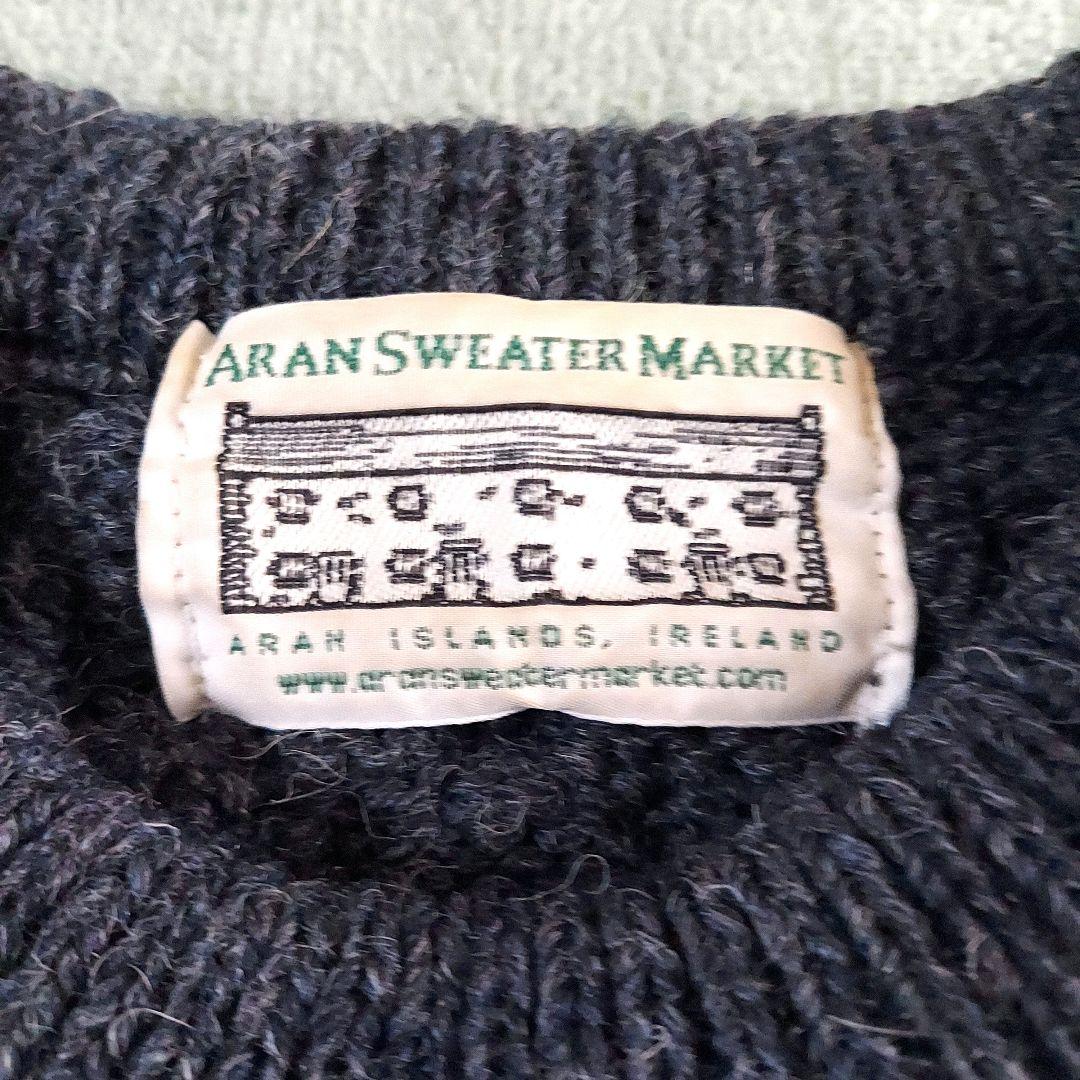 ARAN SWEATER MARKET
ARAN ISLANDS, IRELAND
www.aransweatermarket.com